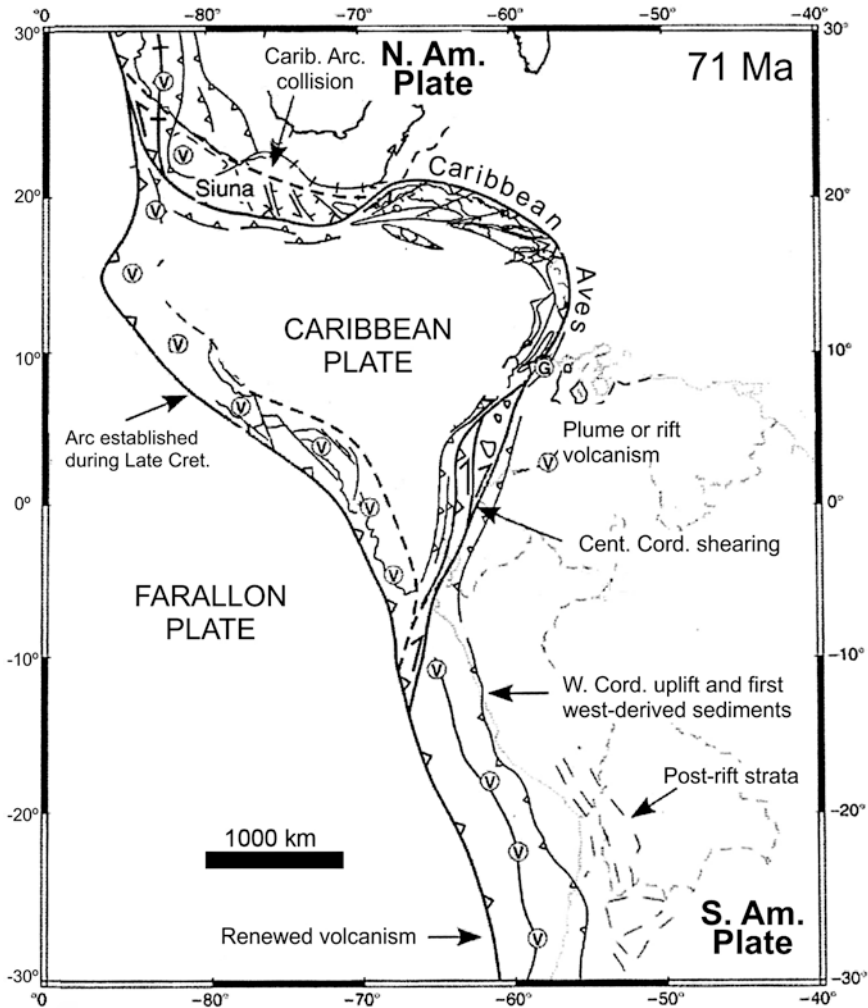 −80° −70° −60° −50° −40°
30° 30°
71 Ma
N. Am.
Plate
Carib. Arc.
collision
V
V
Siuna
Caribbean
20° 20°
V
Aves
V
CARIBBEAN
PLATE
V
10° 10°
G
V
Arc established
during Late Cret.
Plume or rift
volcanism
V
V
0° 0°
V
Cent. Cord. shearing
V
FARALLON
PLATE
-10° −10°
V
W. Cord. uplift and first
west-derived sediments
V
Post-rift strata
-20° −20°
1000 km
V
S. Am.
Plate
Renewed volcanism
V
-30° −30°
−0° −80° −70° −60° −50° −40°